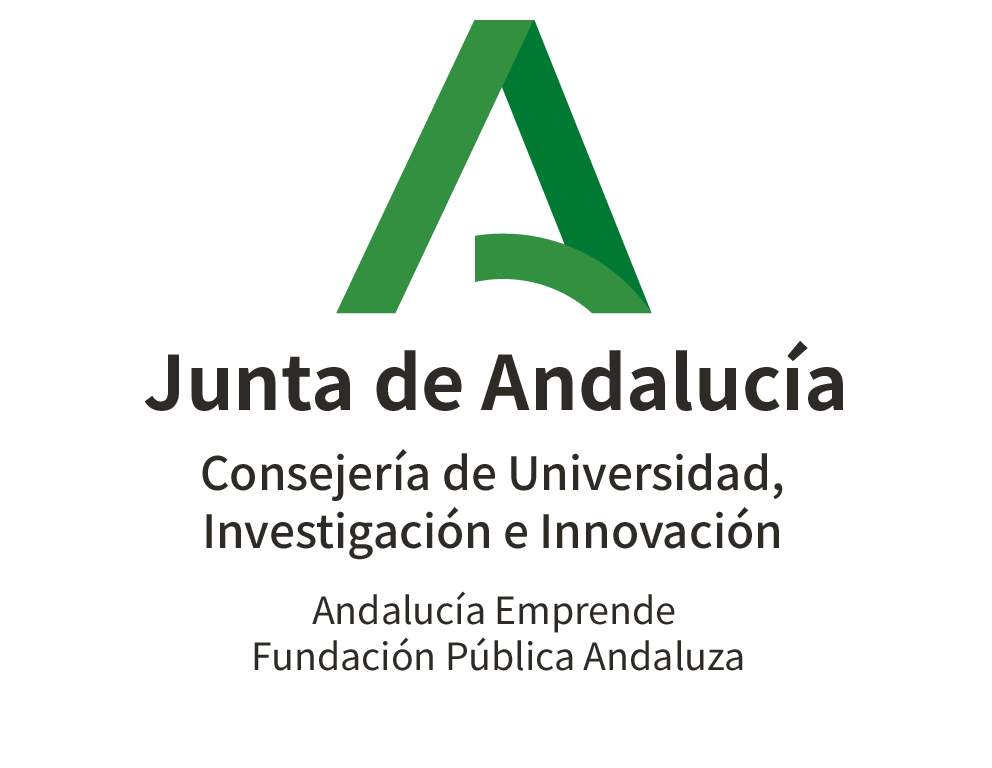 Junta de Andalucía
Consejería de Universidad,
Investigación e Innovación
Andalucía Emprende
Fundación Pública Andaluza